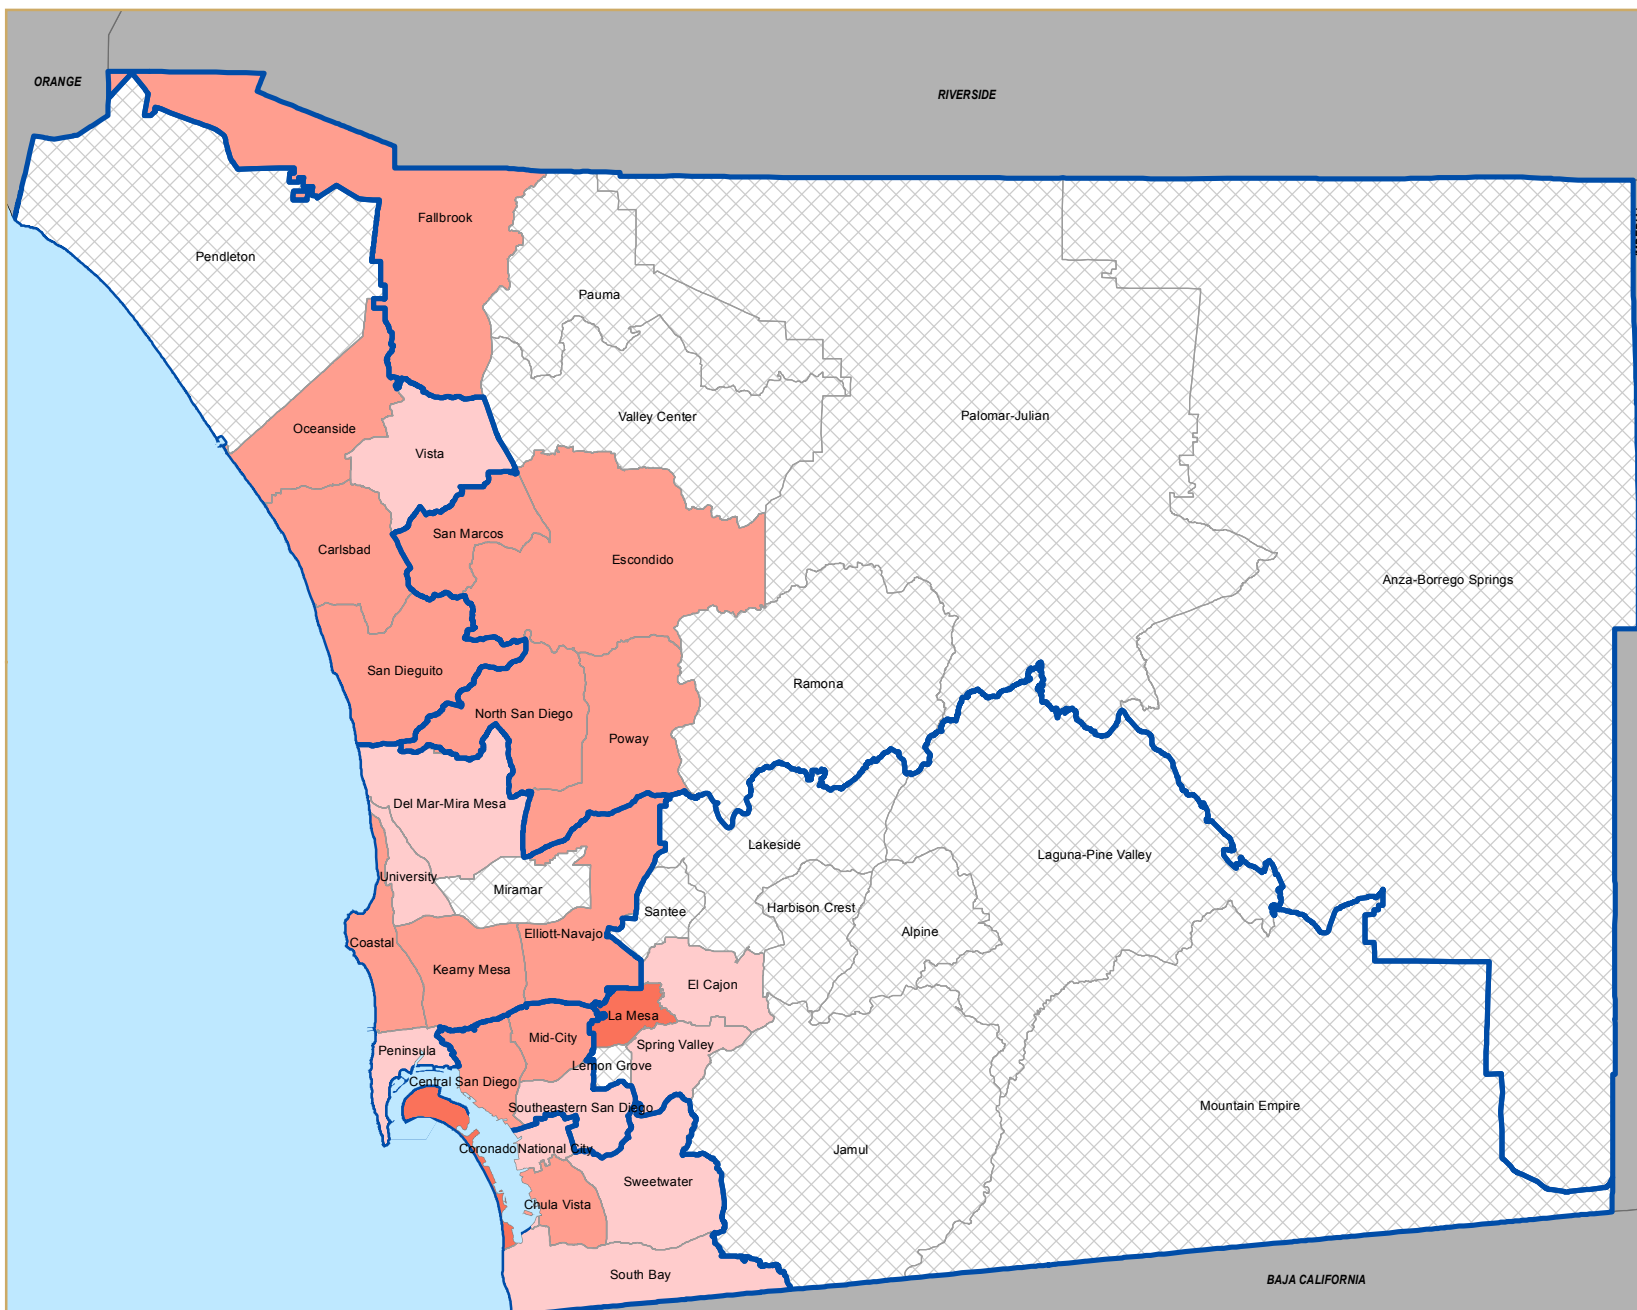 ORANGE
RIVERSIDE
Fallbrook
Pendleton
Pauma
Valley Center
Palomar-Julian
Oceanside
Vista
San Marcos
Carlsbad
Escondido
Anza-Borrego Springs
San Dieguito
Ramona
North San Diego
Poway
Del Mar-Mira Mesa
Lakeside
Laguna-Pine Valley
University
Miramar
Santee
Harbison Crest
Alpine
Elliott-Navajo
Coastal
Kearny Mesa
El Cajon
La Mesa
Mid-City
Spring Valley
Peninsula
Lemon Grove
Central San Diego
Southeastern San Diego
Mountain Empire
Coronado
National City
Jamul
Sweetwater
Chula Vista
South Bay
BAJA CALIFORNIA